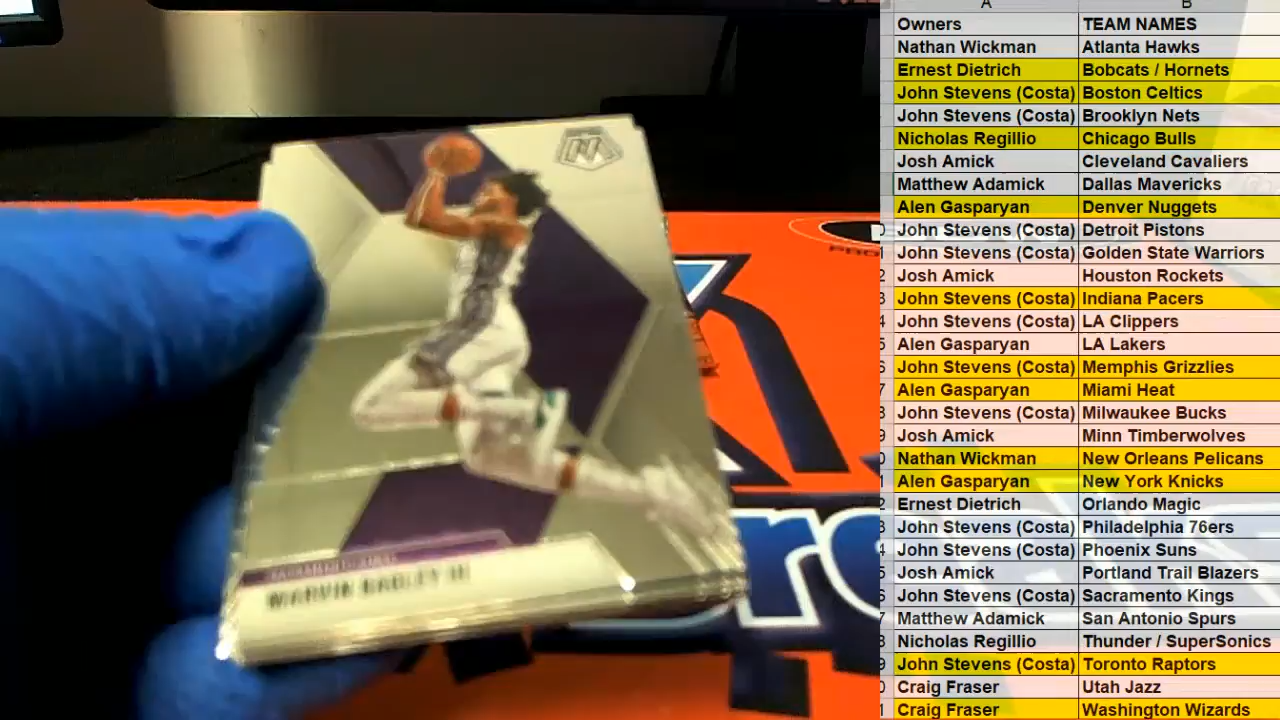 A B
Owners TEAM NAMES
Nathan Wickman Atlanta Hawks
Ernest Dietrich Bobcats / Hornets
John Stevens (Costa) Boston Celtics
John Stevens (Costa) Brooklyn Nets
Nicholas Regillio Chicago Bulls
Josh Amick Cleveland Cavaliers
Matthew Adamick Dallas Mavericks
Alen Gasparyan Denver Nuggets
John Stevens (Costa) Detroit Pistons
John Stevens (Costa) Golden State Warriors
Josh Amick Houston Rockets
John Stevens (Costa) Indiana Pacers
John Stevens (Costa) LA Clippers
Alen Gasparyan LA Lakers
John Stevens (Costa) Memphis Grizzlies
Alen Gasparyan Miami Heat
John Stevens (Costa) Milwaukee Bucks
Josh Amick Minn Timberwolves
Nathan Wickman New Orleans Pelicans
Alen Gasparyan New York Knicks
Ernest Dietrich Orlando Magic
John Stevens (Costa) Philadelphia 76ers
John Stevens (Costa) Phoenix Suns
Josh Amick Portland Trail Blazers
John Stevens (Costa) Sacramento Kings
Matthew Adamick San Antonio Spurs
Nicholas Regillio Thunder / SuperSonics
John Stevens (Costa) Toronto Raptors
Craig Fraser Utah Jazz
Craig Fraser Washington Wizards
MARVIN BAGLEY III